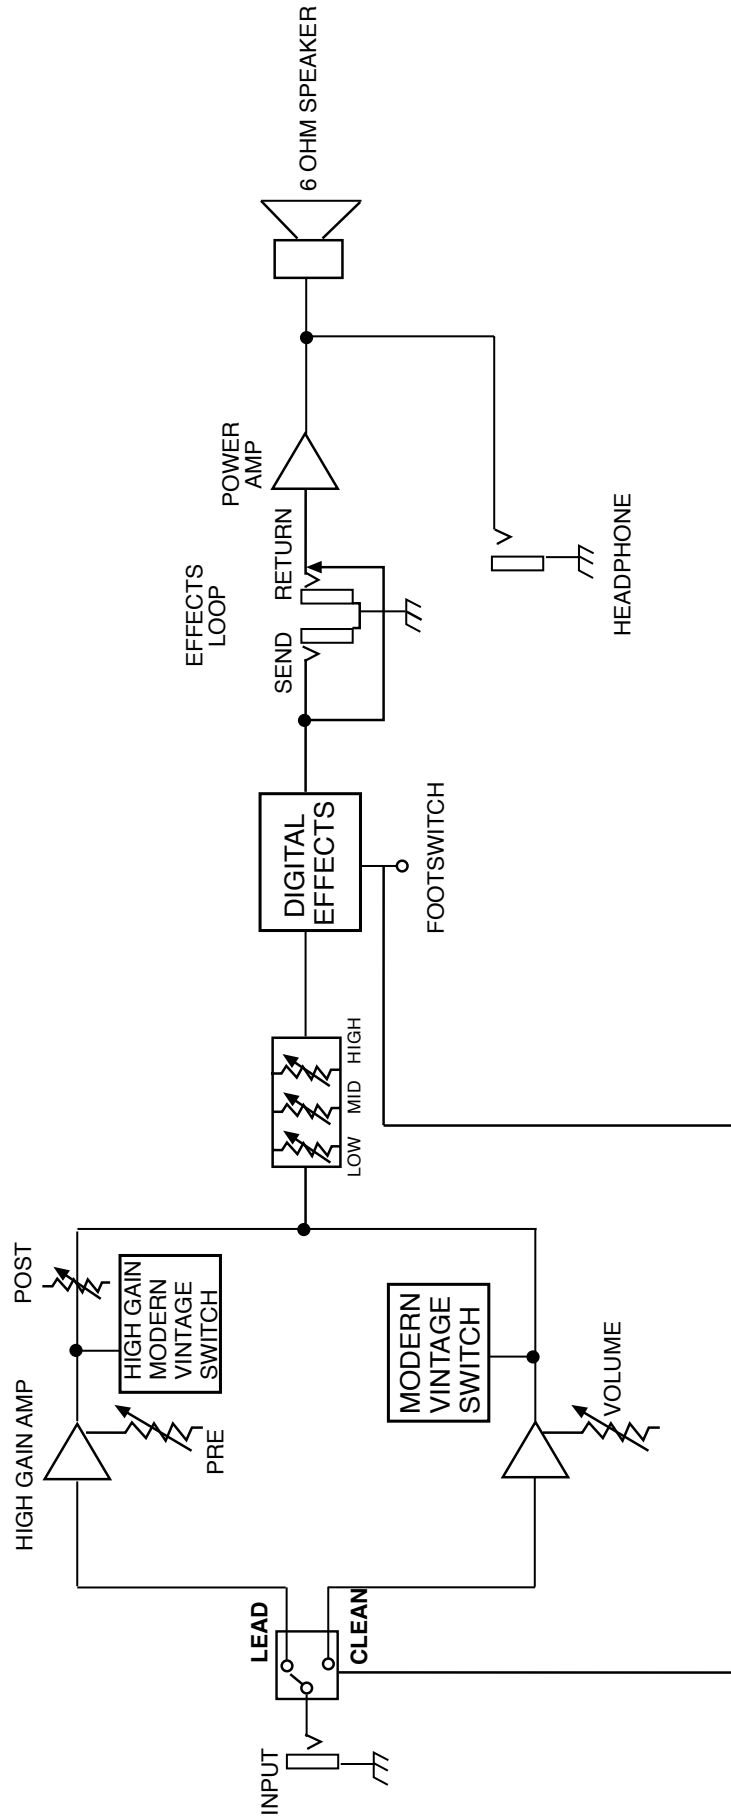 INPUT
LEAD
CLEAN
HIGH GAIN AMP
PRE
POST
HIGH GAIN
MODERN
VINTAGE
SWITCH
MODERN
VINTAGE
SWITCH
VOLUME
LOW MID HIGH
DIGITAL
EFFECTS
FOOTSWITCH
EFFECTS
LOOP
SEND RETURN
POWER
AMP
HEADPHONE
6 OHM SPEAKER